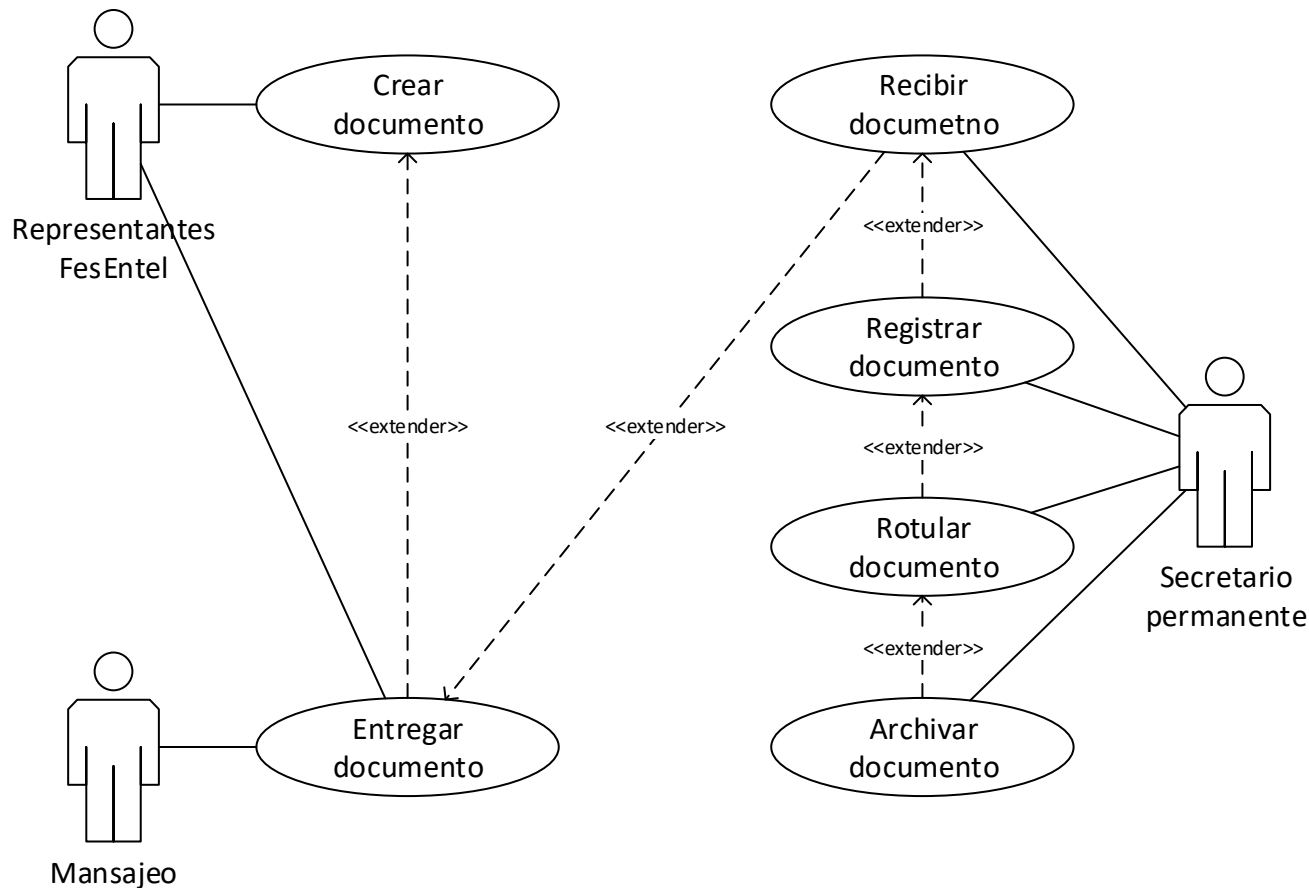 Crear
documento
Recibir
documetno
Representantes
FesEntel
<<extender>>
Registrar
documento
<<extender>>
<<extender>>
<<extender>>
Rotular
documento
Secretario
permanente
<<extender>>
Entregar
documento
Archivar
documento
Mansajeo